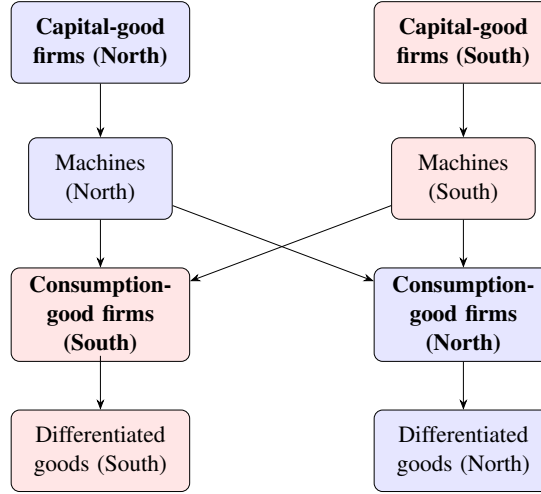 Capital-good
firms (North)
Capital-good
firms (South)
Machines
(North)
Machines
(South)
Consumption-
good firms
(South)
Consumption-
good firms
(North)
Differentiated
goods (South)
Differentiated
goods (North)